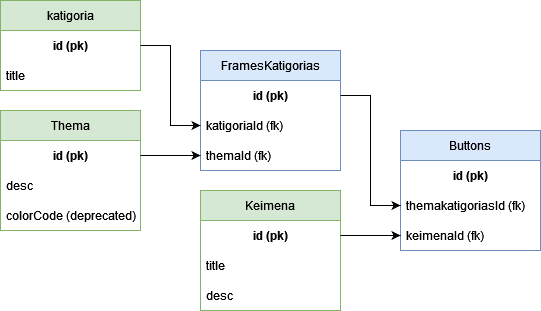 katigoria
id (pk)
title
Thema
id (pk)
desc
colorCode (deprecated)
FramesKatigorias
id (pk)
katigoriaId (fk)
themaId (fk)
Keimena
id (pk)
title
desc
Buttons
id (pk)
themakatigoriasId (fk)
keimenaId (fk)